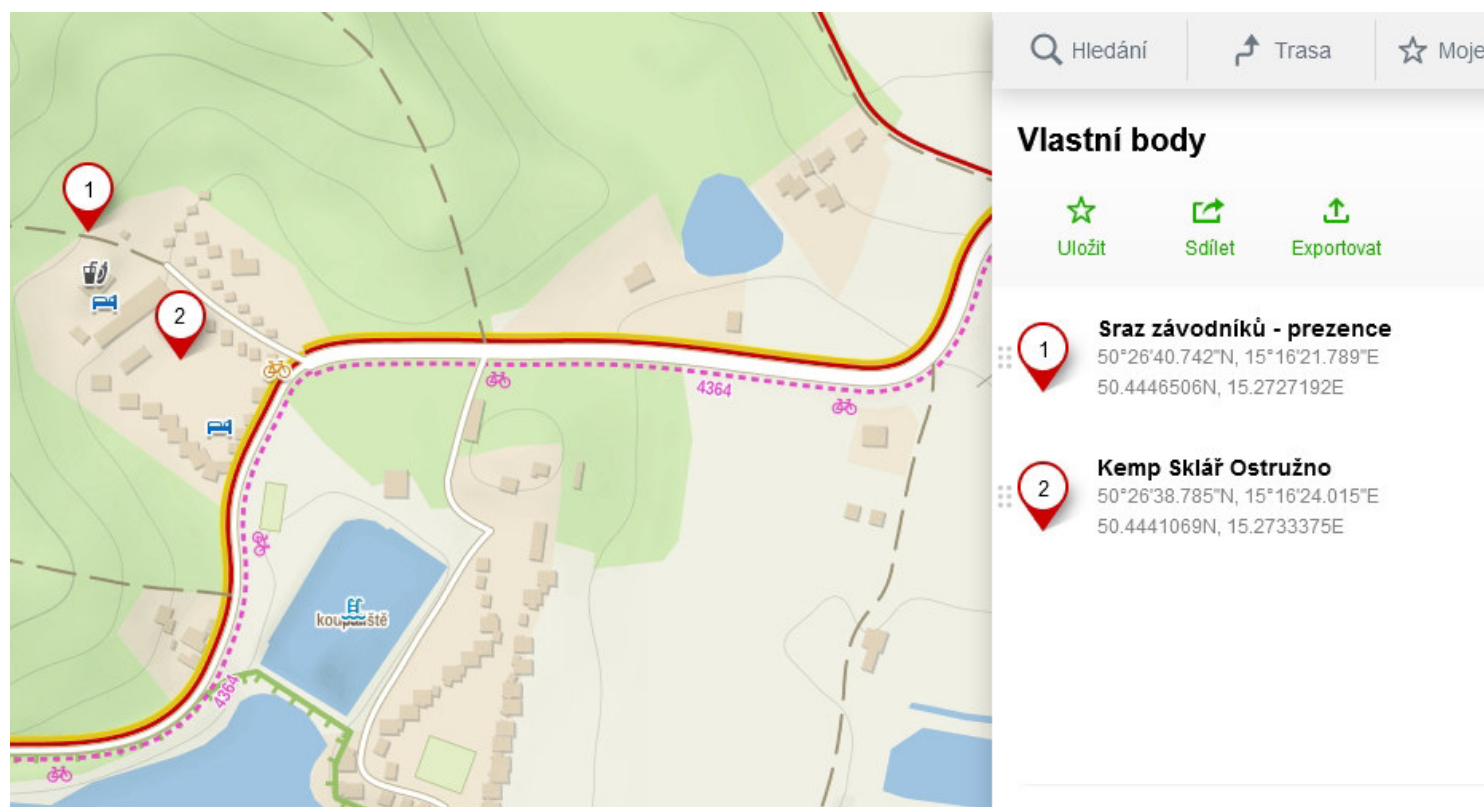 Hledání
Trasa
Moje
Vlastní body
Uložit
Sdílet
Exportovat
1
Sraz závodníků - prezence
50°26'40.742"N, 15°16'21.789"E
50.4446506N, 15.2727192E
2
Kemp Sklář Ostružno
50°26'38.785"N, 15°16'24.015"E
50.4441069N, 15.2733375E
1
2
4364
koupaliště
4364